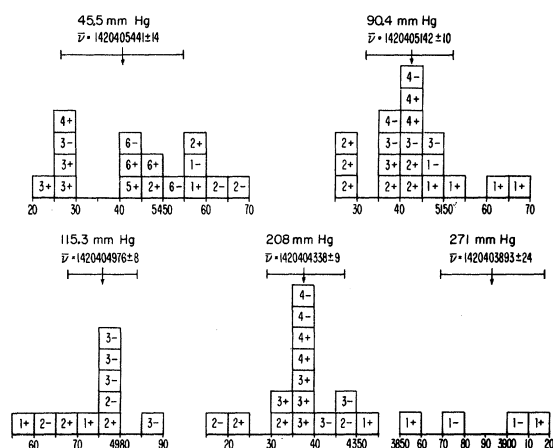 45.5 mm Hg
ν̄ = 1420405441±14
4+
3- 6- 2+
3+ 6+ 6+ 1-
3+ 3+ 5+ 2+ 6- 1+ 2- 2-
20 30 40 5450 60 70
90.4 mm Hg
ν̄ = 1420405142±10
4-
4+
4- 4+
2+ 3- 3- 3-
2+ 3+ 2+ 1-
2+ 2+ 2+ 1+ 1+ 1+ 1+
30 40 5150 60 70
115.3 mm Hg
ν̄ = 1420404976±8
3-
3-
3-
2-
1+ 2- 2+ 1+ 2+ 3-
60 70 4980 90
208 mm Hg
ν̄ = 1420404338±9
4-
4-
4+
4+
3+
3+ 3+ 3-
2- 2+ 2+ 3+ 3- 2- 1+
20 30 40 4350
271 mm Hg
ν̄ = 1420403893±24
1+ 1- 1- 1+
3850 60 70 80 90 3900 10 20